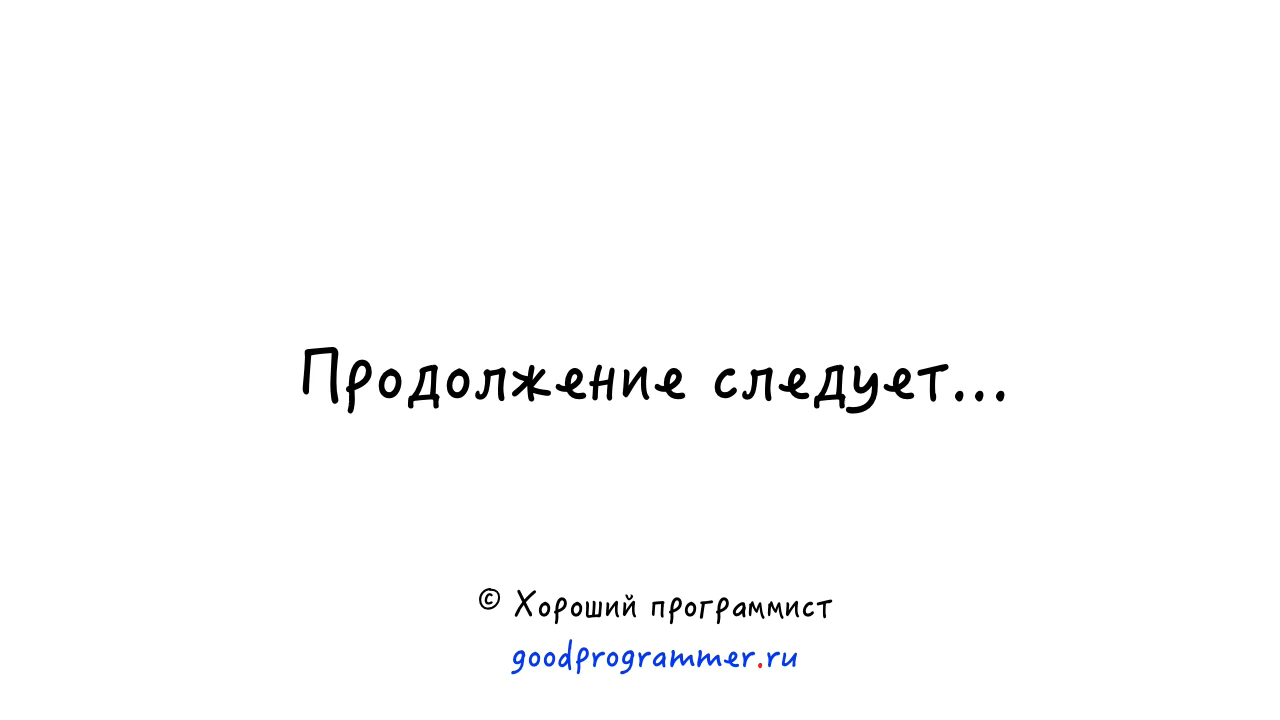 Продолжение следует...
© Хороший программист
goodprogrammer.ru